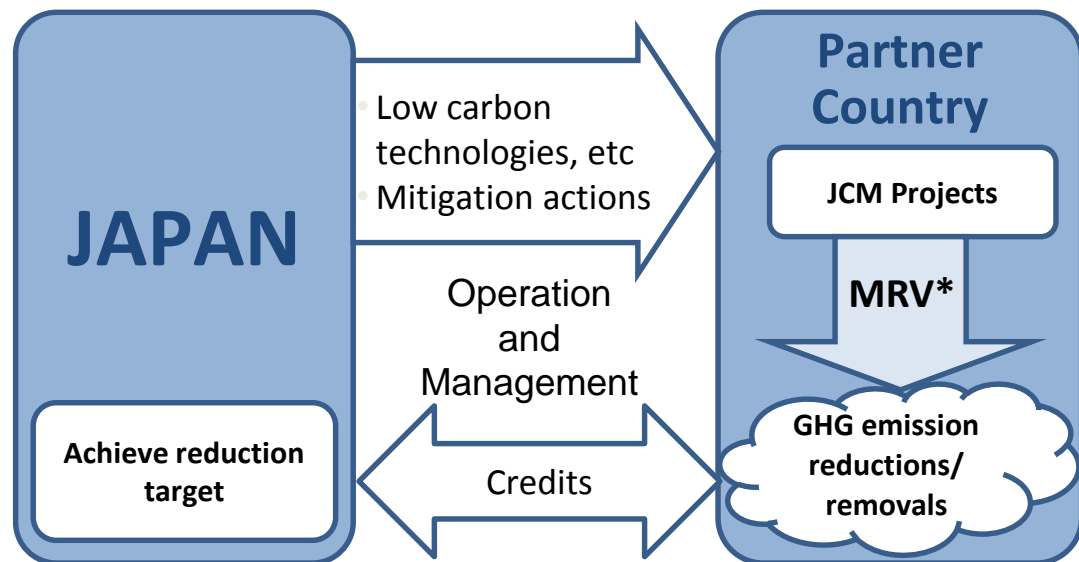 JAPAN
Achieve reduction
target
• Low carbon
technologies, etc
• Mitigation actions
Operation
and
Management
Credits
Partner
Country
JCM Projects
MRV*
GHG emission
reductions/
removals